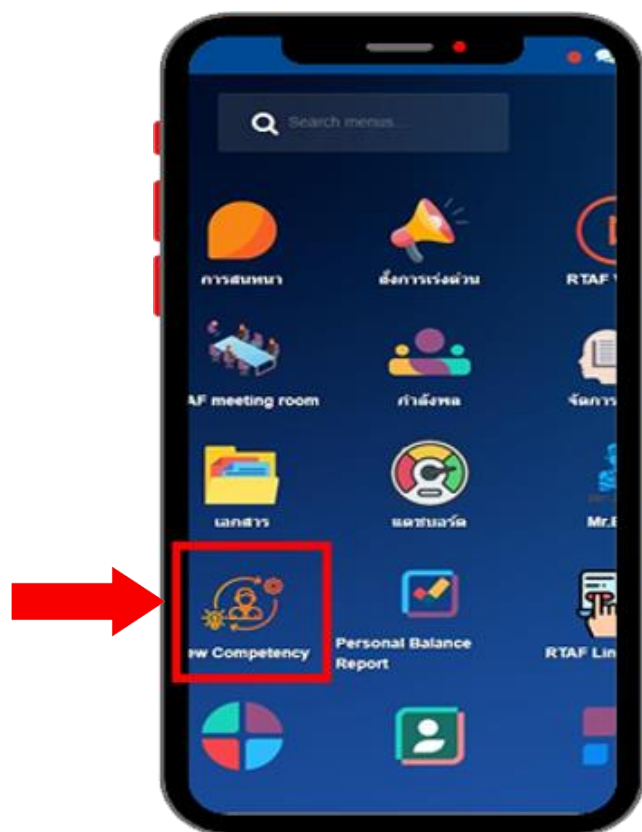 Search menus...
การสนทนา
สั่งการเร่งด่วน
RTAF
AF meeting room
กำลังพล
จัดการ
เอกสาร
แดชบอร์ด
ew Competency
Personal Balance
Report
RTAF Lin